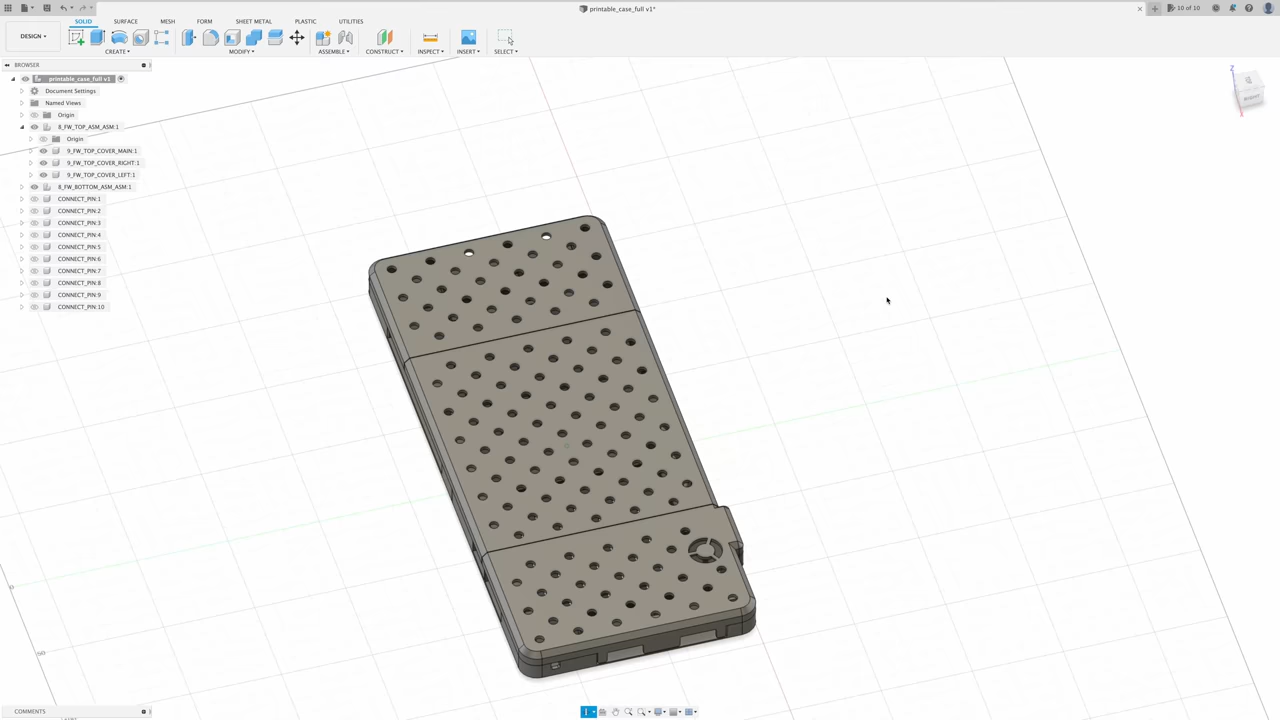 printable_case_full v1*
10 of 10
DESIGN
SOLID
SURFACE
MESH
FORM
SHEET METAL
PLASTIC
UTILITIES
CREATE
MODIFY
ASSEMBLE
CONSTRUCT
INSPECT
INSERT
SELECT
BROWSER
printable_case_full v1
Document Settings
Named Views
Origin
8_FW_TOP_ASM_ASM:1
Origin
9_FW_TOP_COVER_MAIN:1
9_FW_TOP_COVER_RIGHT:1
9_FW_TOP_COVER_LEFT:1
8_FW_BOTTOM_ASM_ASM:1
CONNECT_PIN:1
CONNECT_PIN:2
CONNECT_PIN:3
CONNECT_PIN:4
CONNECT_PIN:5
CONNECT_PIN:6
CONNECT_PIN:7
CONNECT_PIN:8
CONNECT_PIN:9
CONNECT_PIN:10
Z
0
50
COMMENTS